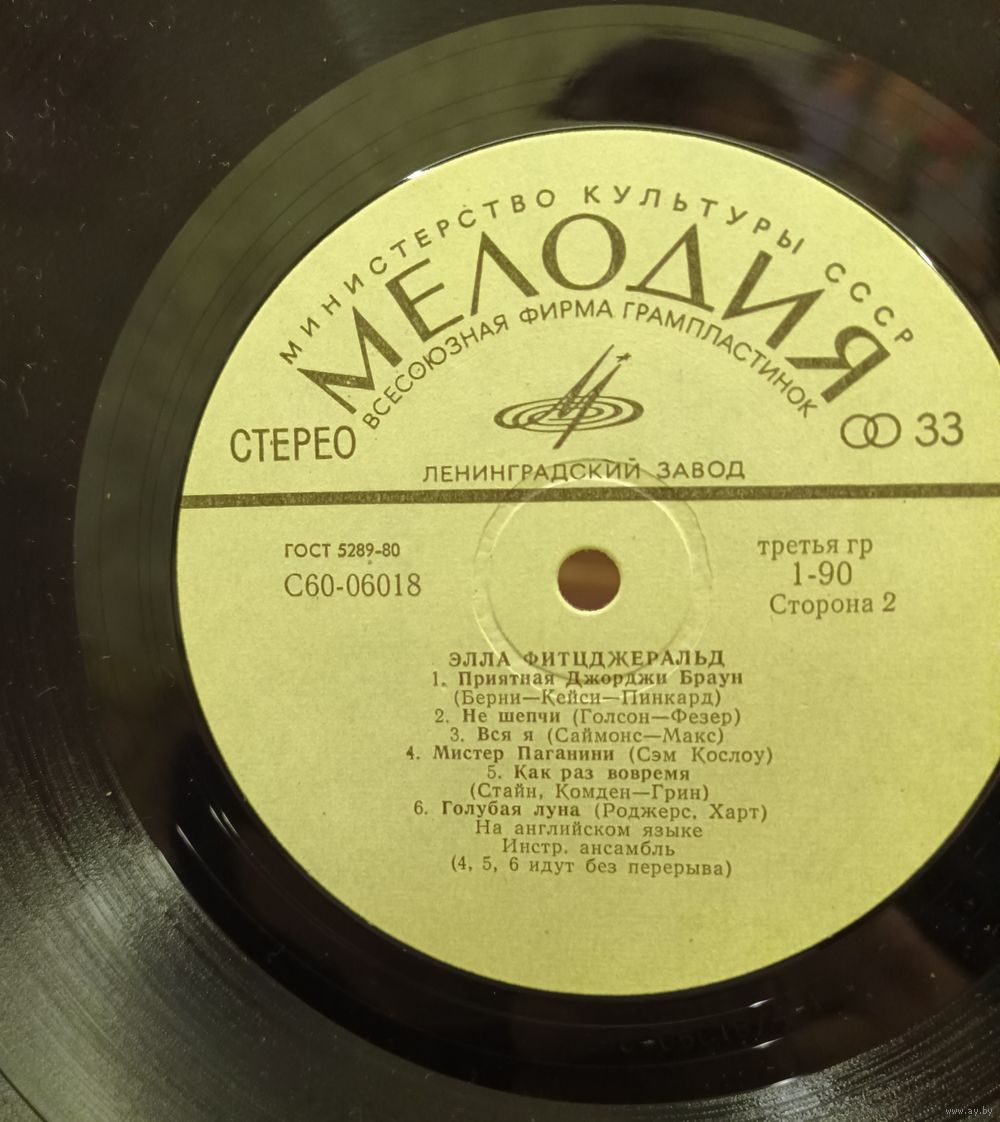 МИНИСТЕРСТВО КУЛЬТУРЫ СССР
МЕЛОДИЯ
ВСЕСОЮЗНАЯ ФИРМА ГРАМПЛАСТИНОК
СТЕРЕО
33
ЛЕНИНГРАДСКИЙ ЗАВОД
ГОСТ 5289-80
С60-06018
третья гр
1-90
Сторона 2
ЭЛЛА ФИТЦДЖЕРАЛЬД
1. Приятная Джорджи Браун
(Берни—Кейси—Пинкард)
2. Не шепчи (Голсон—Фезер)
3. Вся я (Саймонс—Макс)
4. Мистер Паганини (Сэм Кослоу)
5. Как раз вовремя
(Стайн, Комден—Грин)
6. Голубая луна (Роджерс, Харт)
На английском языке
Инстр. ансамбль
(4, 5, 6 идут без перерыва)
www.ay.by